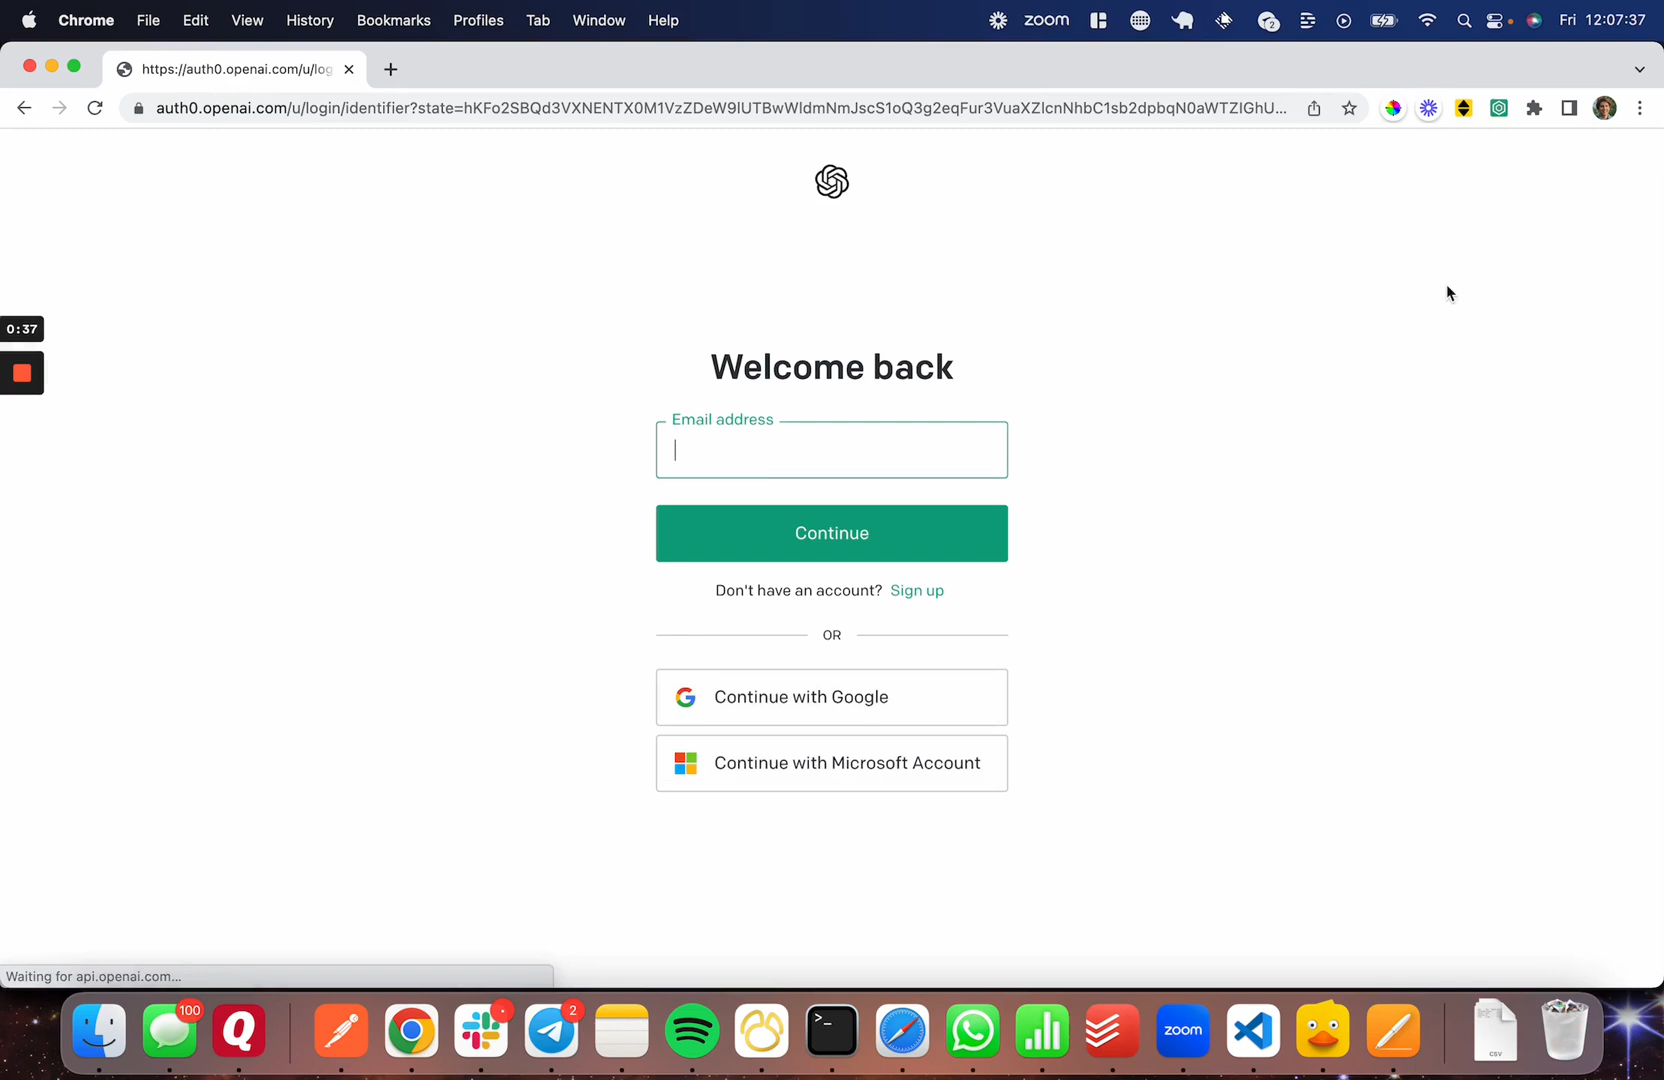 Chrome File Edit View History Bookmarks Profiles Tab Window Help zoom 2 Fri 12:07:37
https://auth0.openai.com/u/log
auth0.openai.com/u/login/identifier?state=hKFo2SBQd3VXNENTX0M1VzZDeW9lUTBwWldmNmJscS1oQ3g2eqFur3VuaXZlcnNhbC1sb2dpbqN0aWTZIGhU...
0:37
Welcome back
Email address
Continue
Don't have an account? Sign up
OR
Continue with Google
Continue with Microsoft Account
Waiting for api.openai.com...
100
2
Q
>_
zoom
CSV